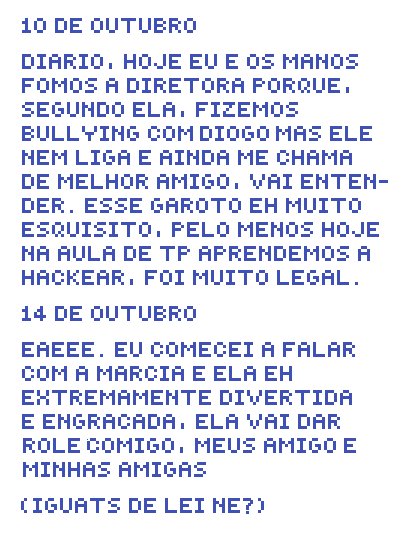 10 DE OUTUBRO
DIARIO, HOJE EU E OS MANOS
FOMOS A DIRETORA PORQUE,
SEGUNDO ELA, FIZEMOS
BULLYING COM DIOGO MAS ELE
NEM LIGA E AINDA ME CHAMA
DE MELHOR AMIGO, VAI ENTEN-
DER. ESSE GAROTO EH MUITO
ESQUISITO, PELO MENOS HOJE
NA AULA DE TP APRENDEMOS A
HACKEAR, FOI MUITO LEGAL.
14 DE OUTUBRO
EAEEE. EU COMECEI A FALAR
COM A MARCIA E ELA EH
EXTREMAMENTE DIVERTIDA
E ENGRACADA, ELA VAI DAR
ROLE COMIGO, MEUS AMIGO E
MINHAS AMIGAS
(IGUATS DE LEI NE?)